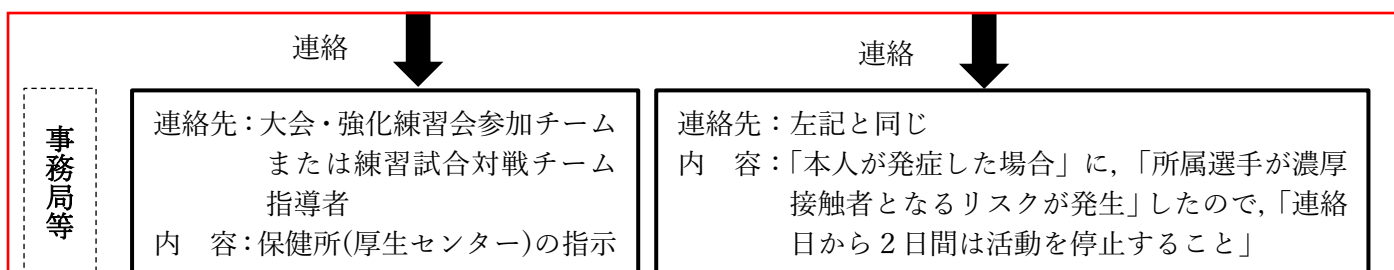 連絡
連絡
事務局等
連絡先：大会・強化練習会参加チーム
または練習試合対戦チーム
指導者
内　容：保健所(厚生センター)の指示
連絡先：左記と同じ
内　容：「本人が発症した場合」に，「所属選手が濃厚
接触者となるリスクが発生」したので，「連絡
日から２日間は活動を停止すること」